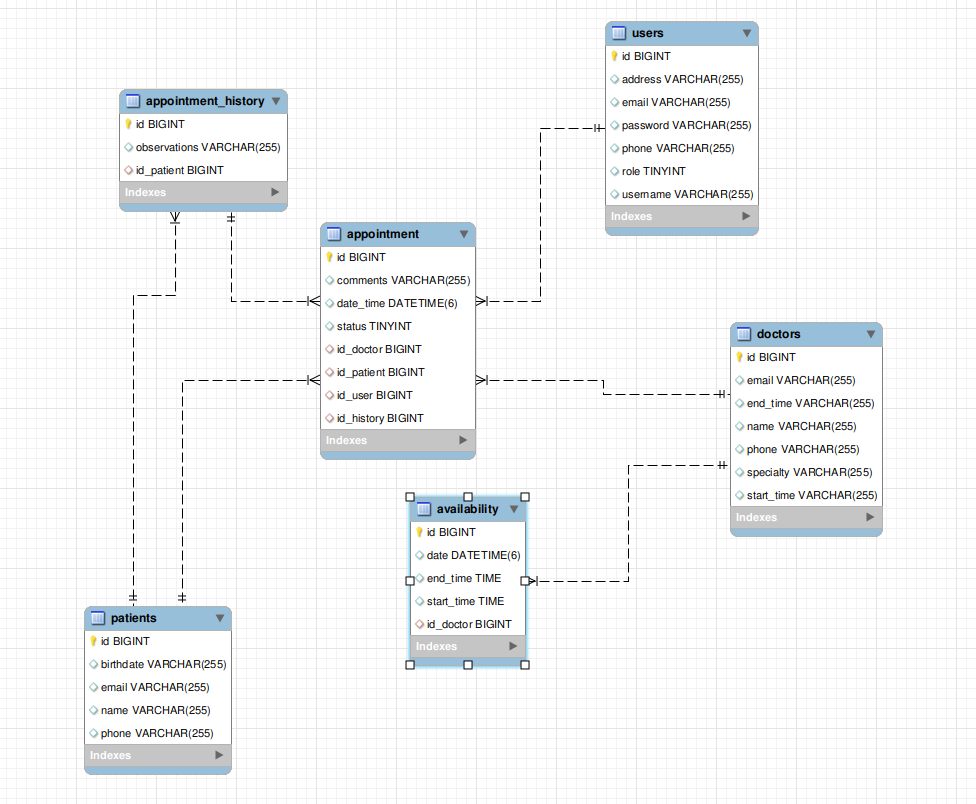 users
id BIGINT
address VARCHAR(255)
email VARCHAR(255)
password VARCHAR(255)
phone VARCHAR(255)
role TINYINT
username VARCHAR(255)
Indexes
appointment_history
id BIGINT
observations VARCHAR(255)
id_patient BIGINT
Indexes
appointment
id BIGINT
comments VARCHAR(255)
date_time DATETIME(6)
status TINYINT
id_doctor BIGINT
id_patient BIGINT
id_user BIGINT
id_history BIGINT
Indexes
doctors
id BIGINT
email VARCHAR(255)
end_time VARCHAR(255)
name VARCHAR(255)
phone VARCHAR(255)
specialty VARCHAR(255)
start_time VARCHAR(255)
Indexes
availability
id BIGINT
date DATETIME(6)
end_time TIME
start_time TIME
id_doctor BIGINT
Indexes
patients
id BIGINT
birthdate VARCHAR(255)
email VARCHAR(255)
name VARCHAR(255)
phone VARCHAR(255)
Indexes